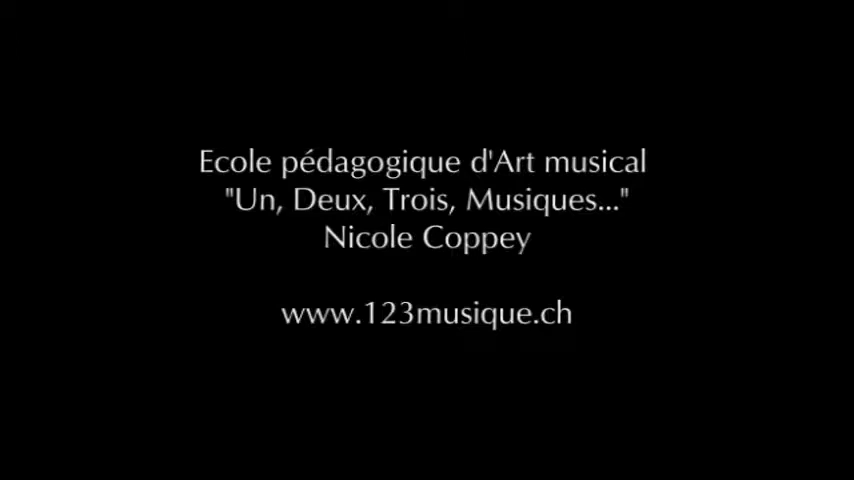 Ecole pédagogique d'Art musical
"Un, Deux, Trois, Musiques..."
Nicole Coppey
www.123musique.ch